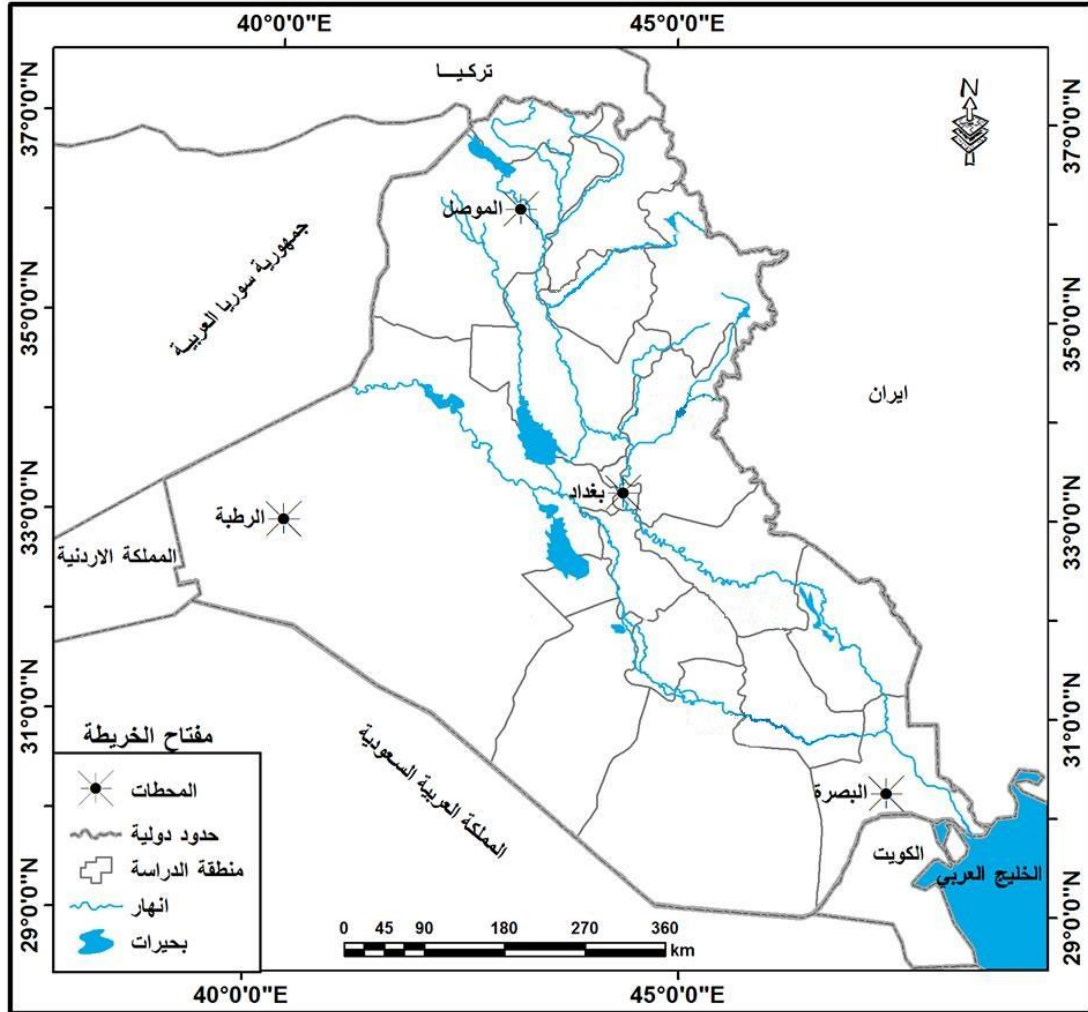 40°0'0"E
45°0'0"E
N
تركيـــا
37°0'0"N
37°0'0"N
الموصل
جمهورية سوريا العربيـة
35°0'0"N
35°0'0"N
ايران
بغداد
33°0'0"N
33°0'0"N
الرطبة
المملكة الاردنية
31°0'0"N
31°0'0"N
المملكة العربية السـعودية
البصرة
الكويت
الخليج العربي
29°0'0"N
29°0'0"N
مفتاح الخريطة
المحطات
حدود دولية
منطقة الدراسة
انهار
بحيرات
0 45 90 180 270 360
km
40°0'0"E
45°0'0"E